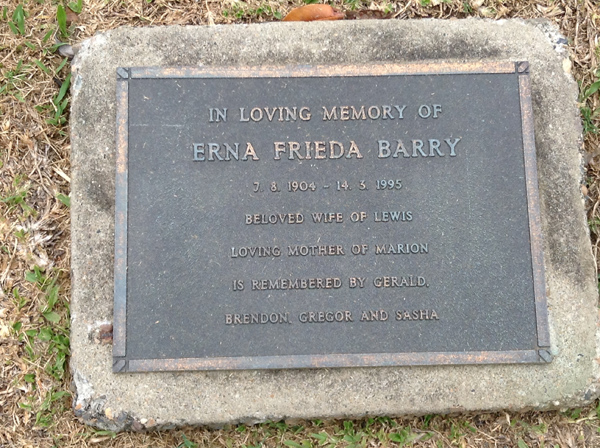 IN LOVING MEMORY OF
ERNA FRIEDA BARRY
7. 8. 1904 - 14. 3. 1995
BELOVED WIFE OF LEWIS
LOVING MOTHER OF MARION
IS REMEMBERED BY GERALD,
BRENDON, GREGOR AND SASHA